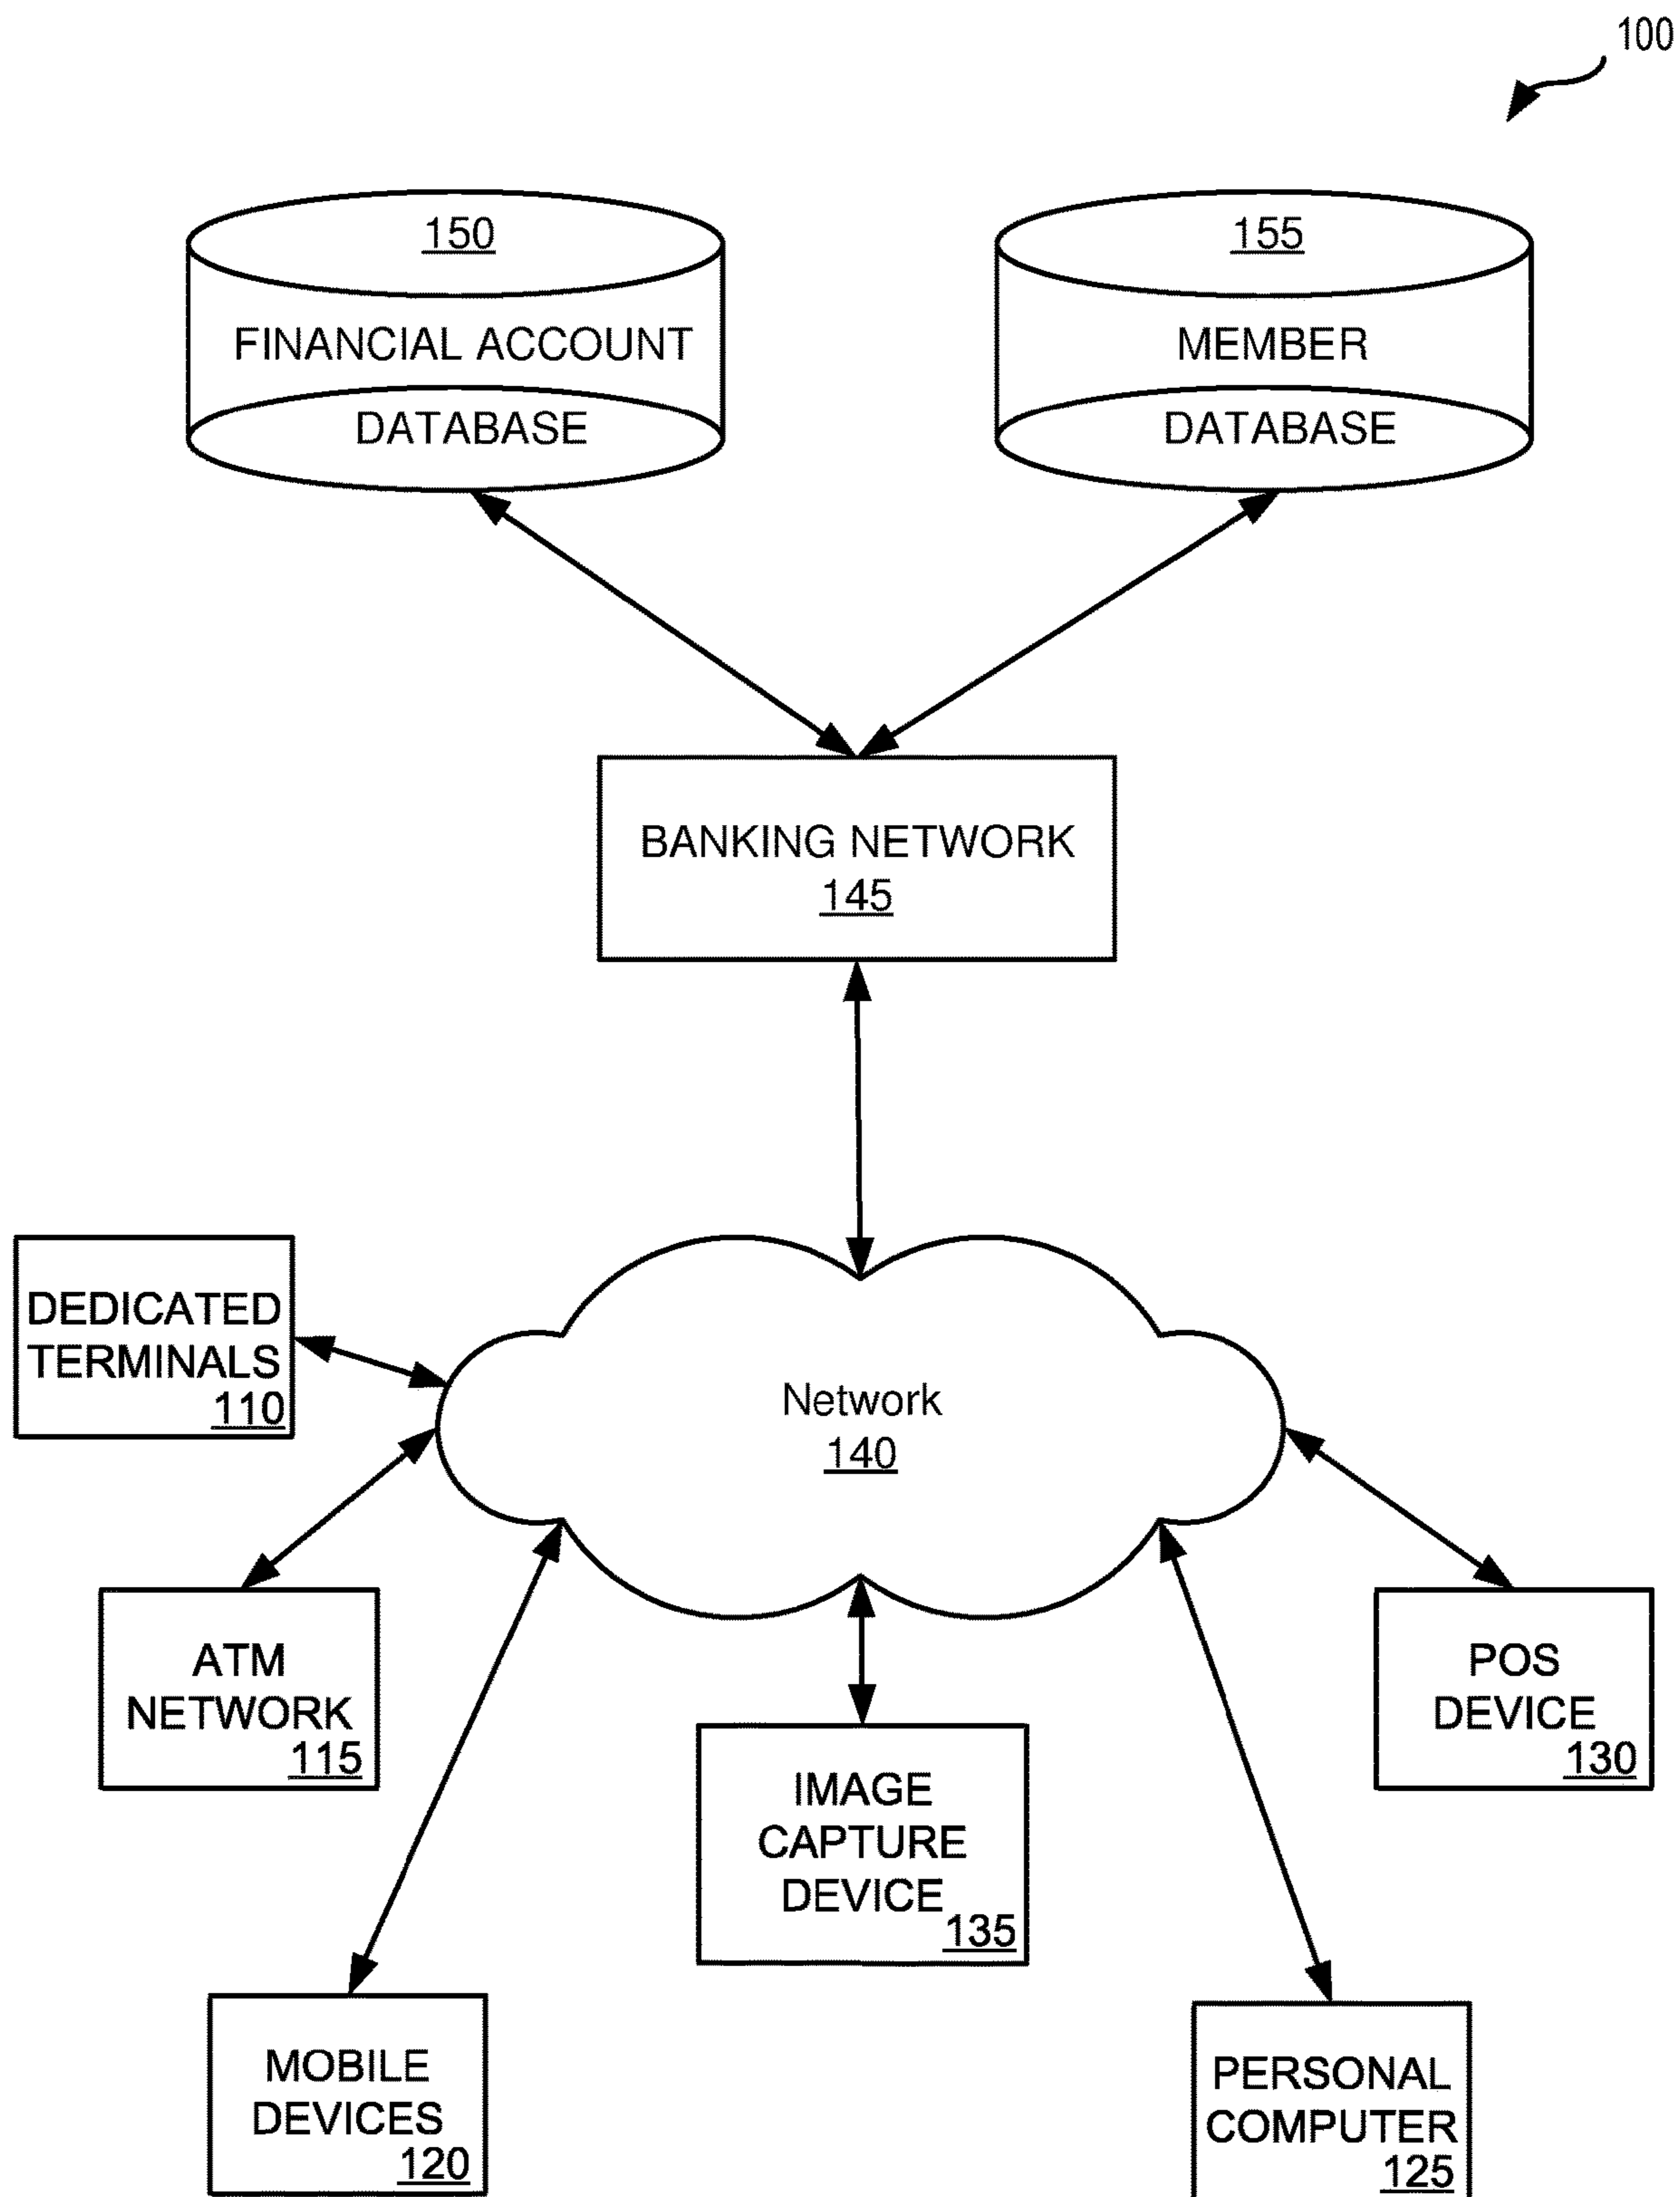 100
150
FINANCIAL ACCOUNT
DATABASE
155
MEMBER
DATABASE
BANKING NETWORK
145
DEDICATED
TERMINALS
110
Network
140
ATM
NETWORK
115
POS
DEVICE
130
IMAGE
CAPTURE
DEVICE
135
MOBILE
DEVICES
120
PERSONAL
COMPUTER
125